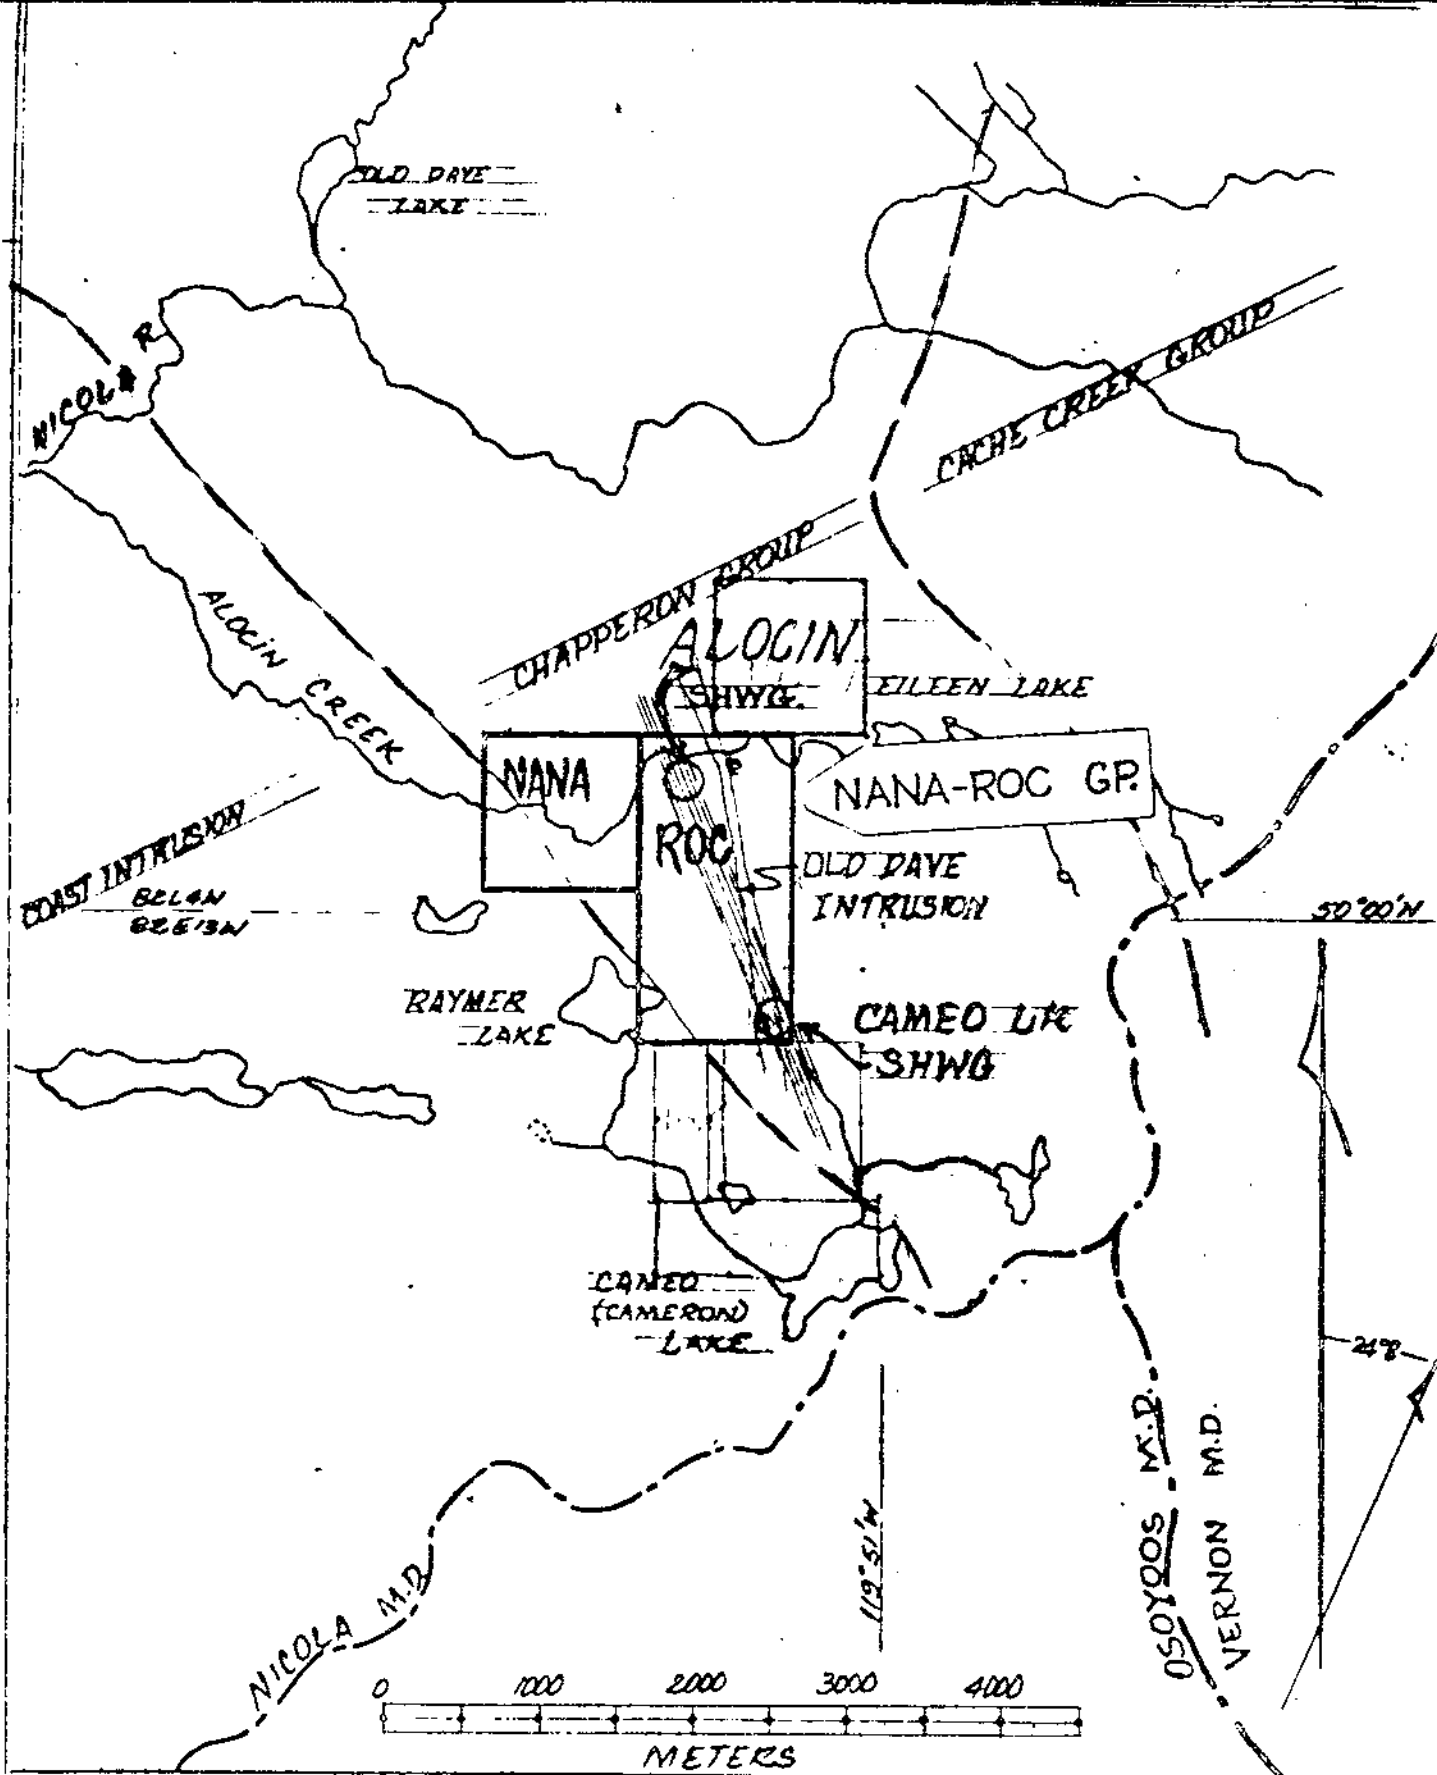 OLD DAVE
LAKE
NICOLA R
CACHE CREEK GROUP
CHAPPERON GROUP
ALOCIN
SHWG.
EILEEN LAKE
ALOCIN CREEK
NANA
NANA-ROC GP.
ROC
COAST INTRUSION
OLD DAVE
INTRUSION
82L4W
82E13W
50°00'N
RAYMER
LAKE
CAMEO LK
SHWG
CAMEO
(CAMERON)
LAKE
OSOYOOS M.D.
VERNON M.D.
119°51'W
NICOLA M.D.
0 1000 2000 3000 4000
METERS